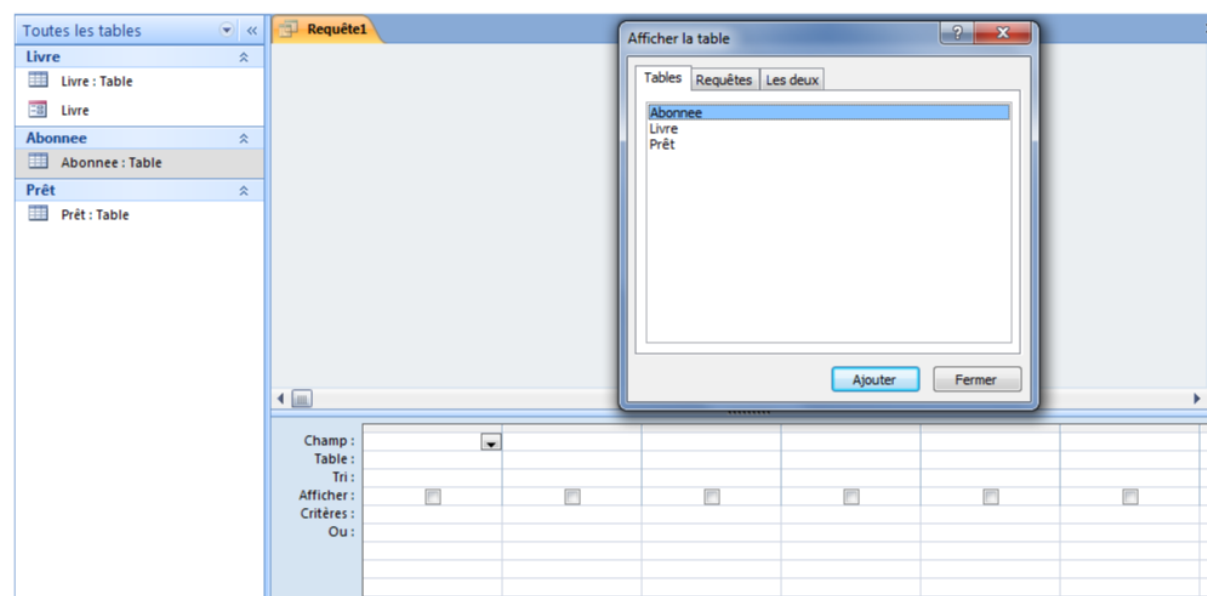 Toutes les tables
Livre
Livre : Table
Livre
Abonnee
Abonnee : Table
Prêt
Prêt : Table
Requête1
Afficher la table
Tables Requêtes Les deux
Abonnee
Livre
Prêt
Ajouter Fermer
Champ :
Table :
Tri :
Afficher :
Critères :
Ou :